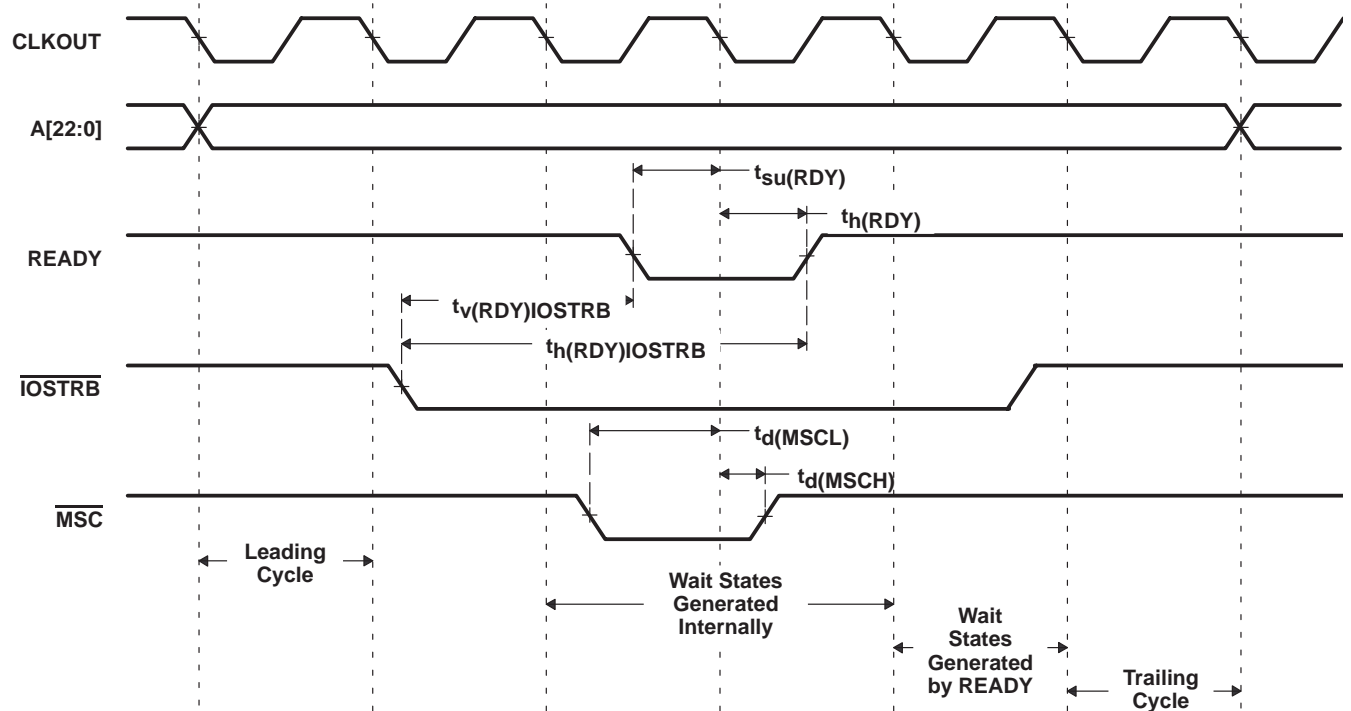 CLKOUT
A[22:0]
tsu(RDY)
th(RDY)
READY
tv(RDY)IOSTRB
th(RDY)IOSTRB
IOSTRB
td(MSCL)
td(MSCH)
MSC
Leading
Cycle
Wait States
Generated
Internally
Wait
States
Generated
by READY
Trailing
Cycle